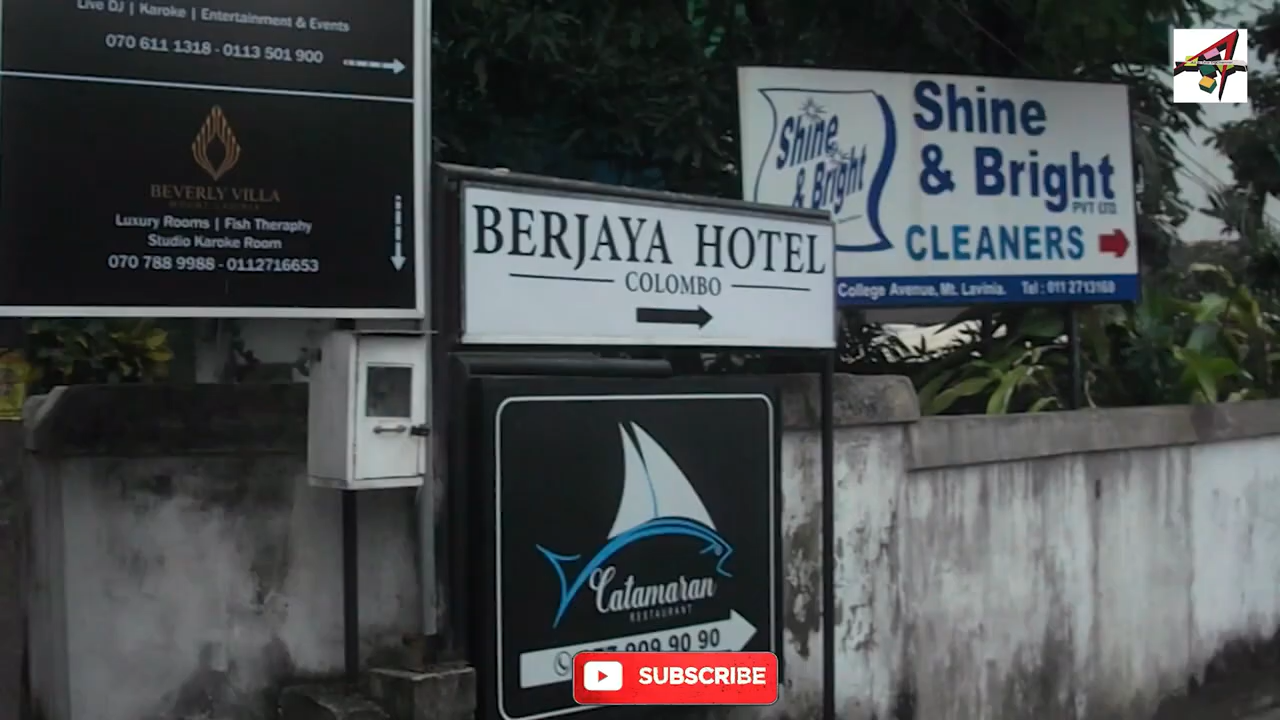 Live DJ | Karoke | Entertainment & Events
070 611 1318 - 0113 501 900
BEVERLY VILLA
Luxury Rooms | Fish Theraphy
Studio Karoke Room
070 788 9988 - 0112716653
BERJAYA HOTEL
COLOMBO
Catamaran
RESTAURANT
909 90 90
Shine
& Bright
Shine
& Bright
PVT LTD
CLEANERS
College Avenue, Mt. Lavinia. Tel : 011 2713160
SUBSCRIBE